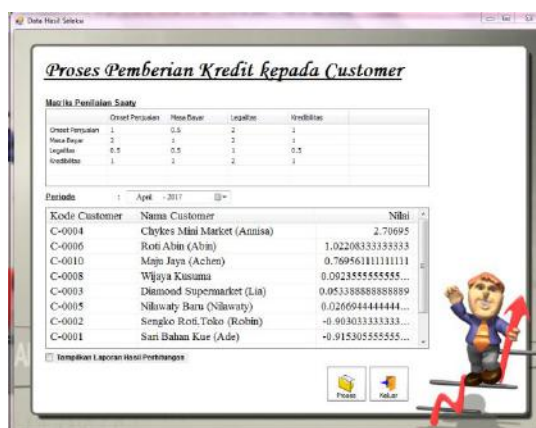 Data Hasil Seleksi
Proses Pemberian Kredit kepada Customer
Matriks Penilaian Saaty
Omset Penjualan Masa Bayar Legalitas Kredibilitas
Omset Penjualan 1 0.5 2 1
Masa Bayar 2 1 2 1
Legalitas 0.5 0.5 1 0.5
Kredibilitas 1 1 2 1
Periode : April - 2017
Kode Customer Nama Customer Nilai
C-0004 Chykes Mini Market (Annisa) 2.70695
C-0006 Roti Abin (Abin) 1.02208333333333
C-0010 Maju Jaya (Achen) 0.769561111111111
C-0008 Wijaya Kusuma 0.0923555555555...
C-0003 Diamond Supermarket (Lia) 0.053388888888889
C-0005 Nilawaty Baru (Nilawaty) 0.0266944444444...
C-0002 Sengko Roti,Toko (Robin) -0.903033333333...
C-0001 Sari Bahan Kue (Ade) -0.915305555555...
Tampilkan Laporan Hasil Perhitungan
Proses Keluar